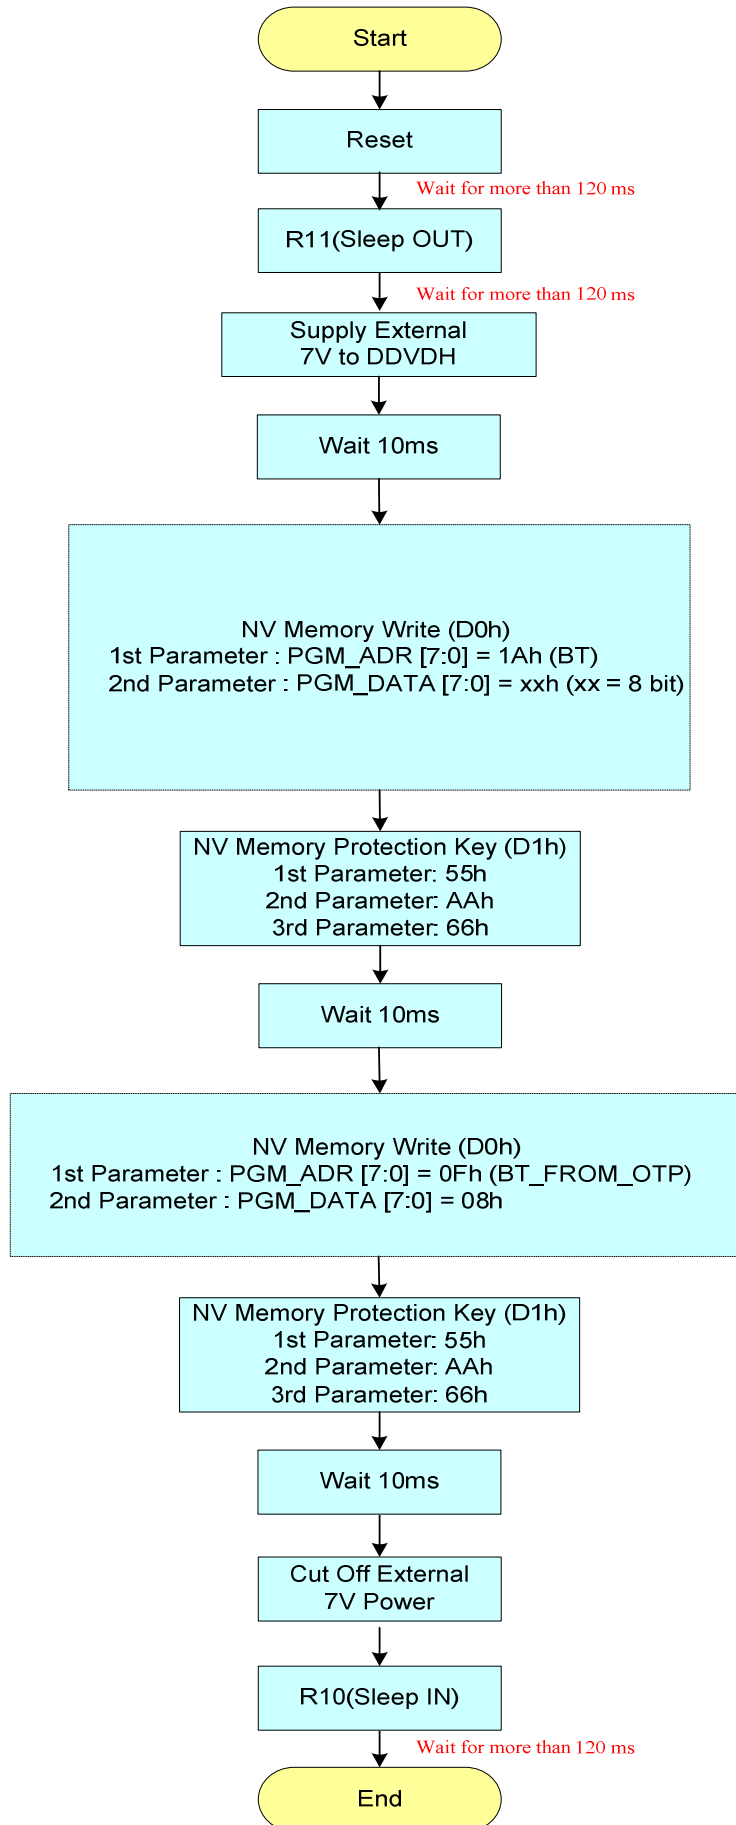 Start
Reset
Wait for more than 120 ms
R11(Sleep OUT)
Wait for more than 120 ms
Supply External
7V to DDVDH
Wait 10ms
NV Memory Write (D0h)
1st Parameter : PGM_ADR [7:0] = 1Ah (BT)
2nd Parameter : PGM_DATA [7:0] = xxh (xx = 8 bit)
NV Memory Protection Key (D1h)
1st Parameter: 55h
2nd Parameter: AAh
3rd Parameter: 66h
Wait 10ms
NV Memory Write (D0h)
1st Parameter : PGM_ADR [7:0] = 0Fh (BT_FROM_OTP)
2nd Parameter : PGM_DATA [7:0] = 08h
NV Memory Protection Key (D1h)
1st Parameter: 55h
2nd Parameter: AAh
3rd Parameter: 66h
Wait 10ms
Cut Off External
7V Power
R10(Sleep IN)
Wait for more than 120 ms
End